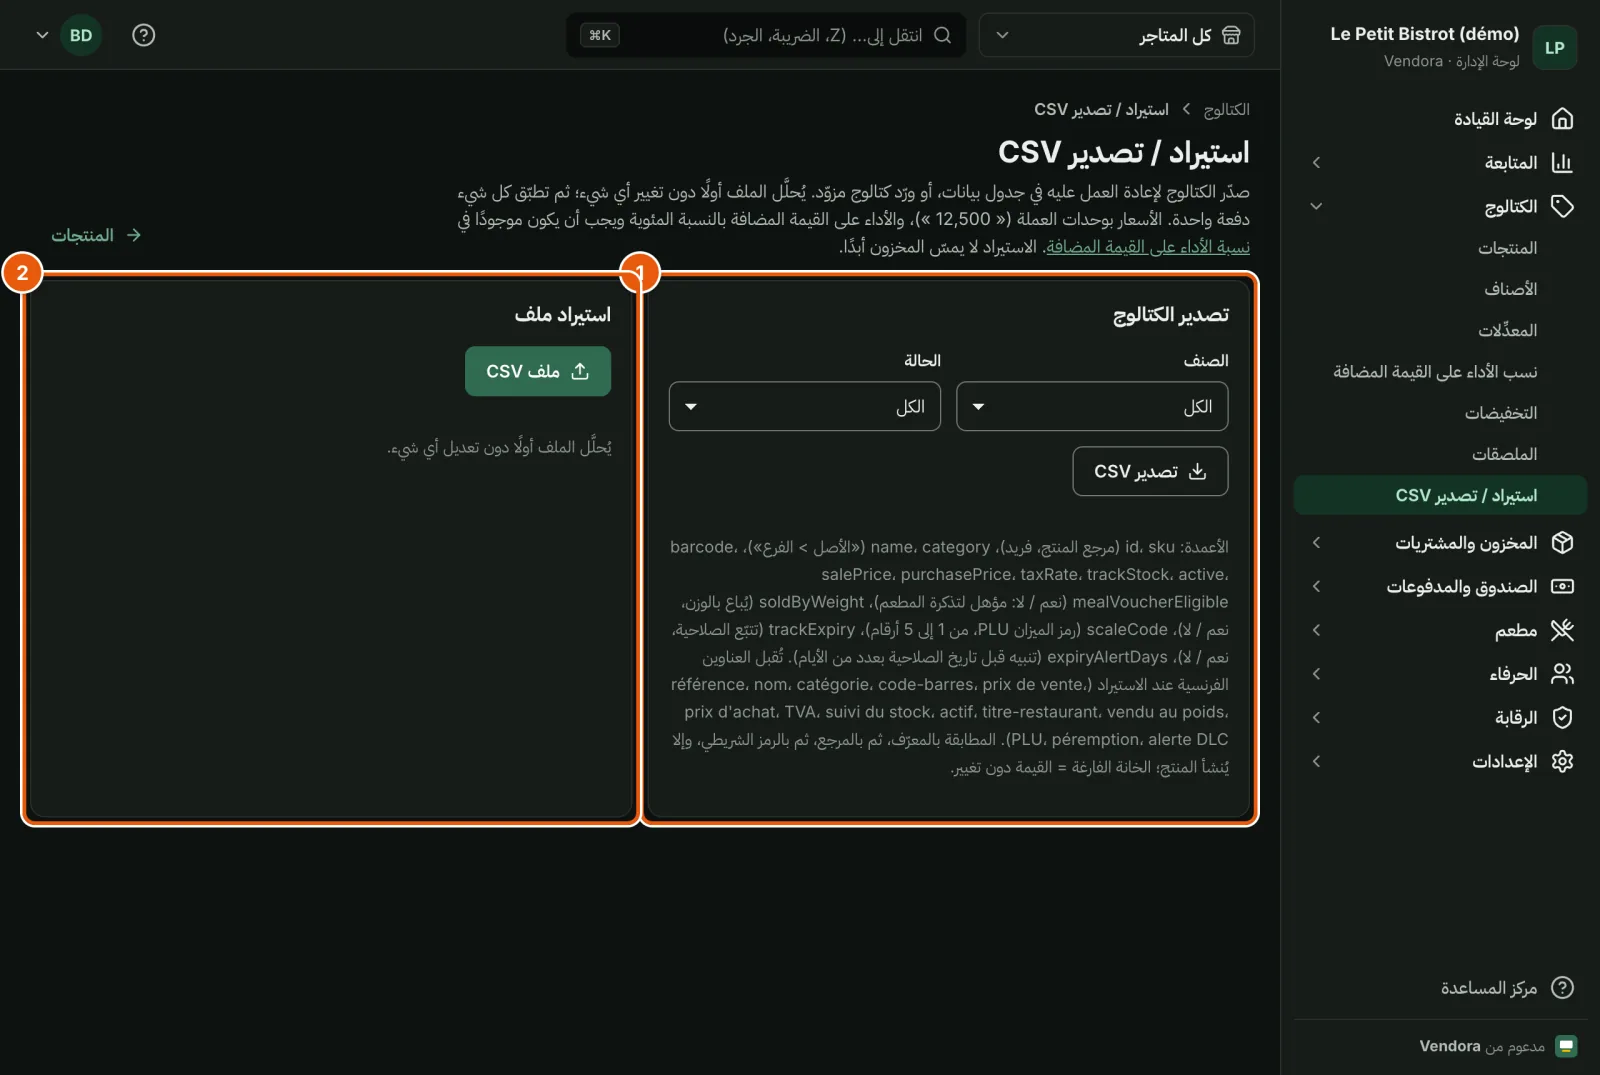 Le Petit Bistrot (démo)
لوحة الإدارة · Vendora
LP
لوحة القيادة
المتابعة
الكتالوج
المنتجات
الأصناف
المعدّلات
نسب الأداء على القيمة المضافة
التخفيضات
الملصقات
استيراد / تصدير CSV
المخزون والمشتريات
الصندوق والمدفوعات
مطعم
الحرفاء
الرقابة
الإعدادات
مركز المساعدة
مدعوم من Vendora
كل المتاجر
انتقل إلى... (Z، الضريبة، الجرد)
⌘K
BD
الكتالوج
استيراد / تصدير CSV
استيراد / تصدير CSV
صدّر الكتالوج لإعادة العمل عليه في جدول بيانات، أو ورّد كتالوج مزوّد. يُحلَّل الملف أولًا دون تغيير أي شيء؛ ثم تطبّق كل شيء
دفعة واحدة. الأسعار بوحدات العملة (« 12,500 »)، والأداء على القيمة المضافة بالنسبة المئوية ويجب أن يكون موجودًا في
نسبة الأداء على القيمة المضافة. الاستيراد لا يمسّ المخزون أبدًا.
المنتجات
1
تصدير الكتالوج
الصنف
الحالة
الكل
الكل
تصدير CSV
الأعمدة: id، sku (مرجع المنتج، فريد)، name، category («الأصل > الفرع»)، barcode،
salePrice، purchasePrice، taxRate، trackStock، active،
mealVoucherEligible (نعم / لا: مؤهل لتذكرة المطعم)، soldByWeight (يُباع بالوزن،
نعم / لا)، scaleCode (رمز الميزان PLU، من 1 إلى 5 أرقام)، trackExpiry (تتبّع الصلاحية،
نعم / لا)، expiryAlertDays (تنبيه قبل تاريخ الصلاحية بعدد من الأيام). تُقبل العناوين
الفرنسية عند الاستيراد (référence، nom، catégorie، code-barres، prix de vente،
prix d'achat، TVA، suivi du stock، actif، titre-restaurant، vendu au poids،
PLU، péremption، alerte DLC). المطابقة بالمعرّف، ثم بالمرجع، ثم بالرمز الشريطي، وإلا
يُنشأ المنتج؛ الخانة الفارغة = القيمة دون تغيير.
2
استيراد ملف
ملف CSV
يُحلَّل الملف أولًا دون تعديل أي شيء.